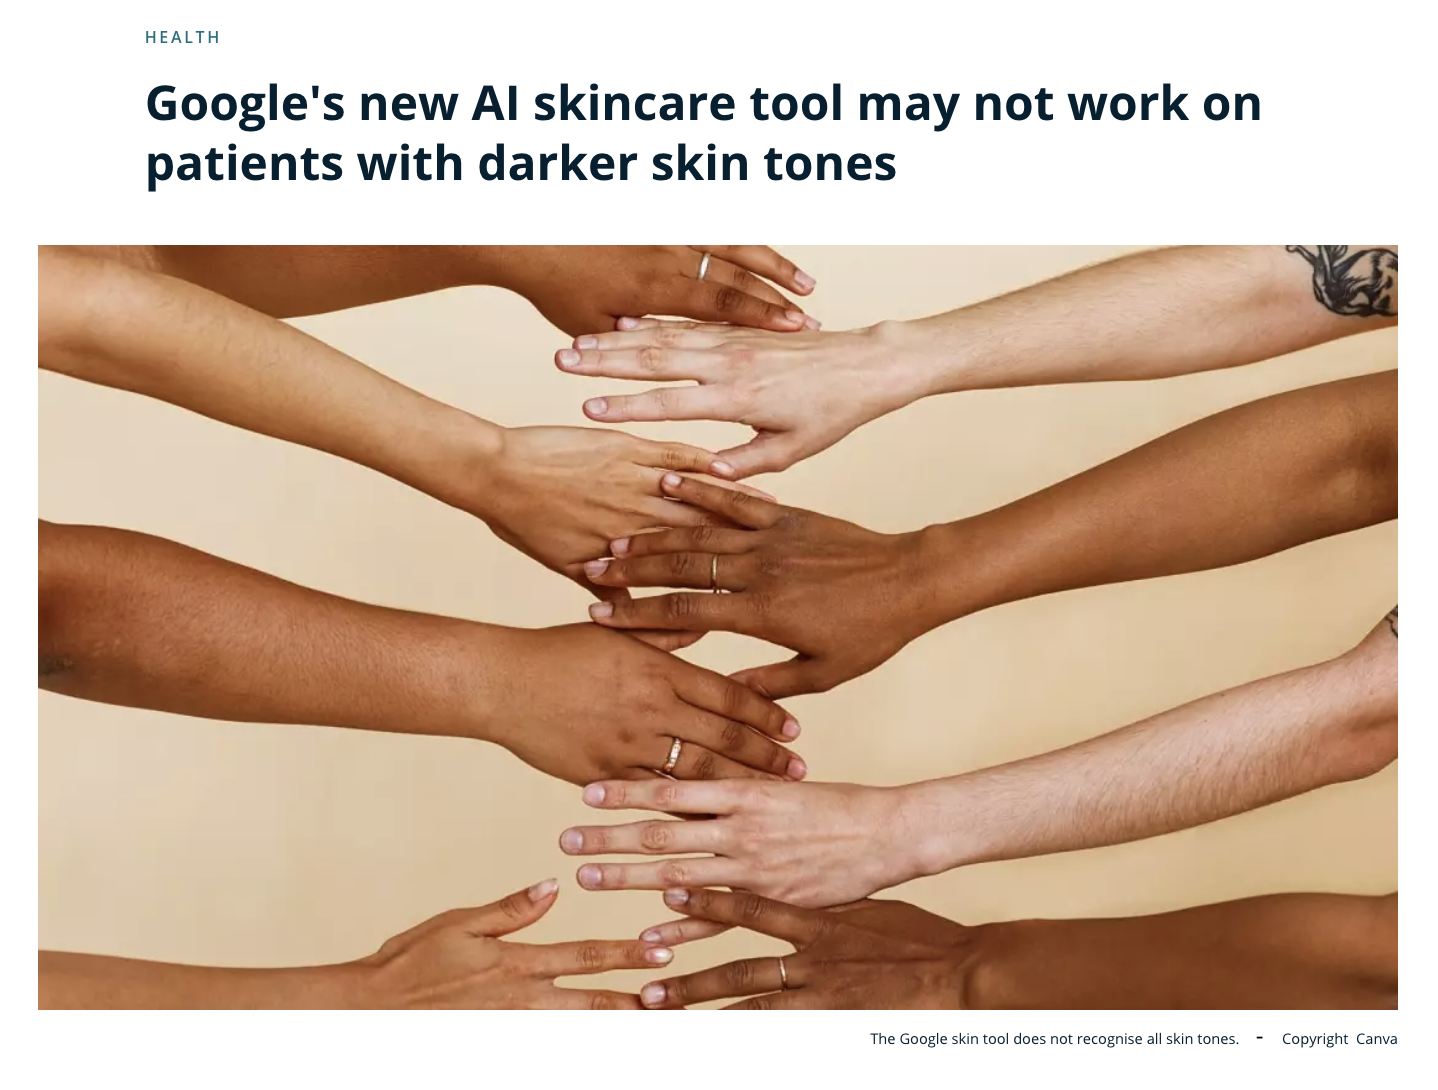 HEALTH
Google's new AI skincare tool may not work on
patients with darker skin tones
The Google skin tool does not recognise all skin tones. - Copyright Canva